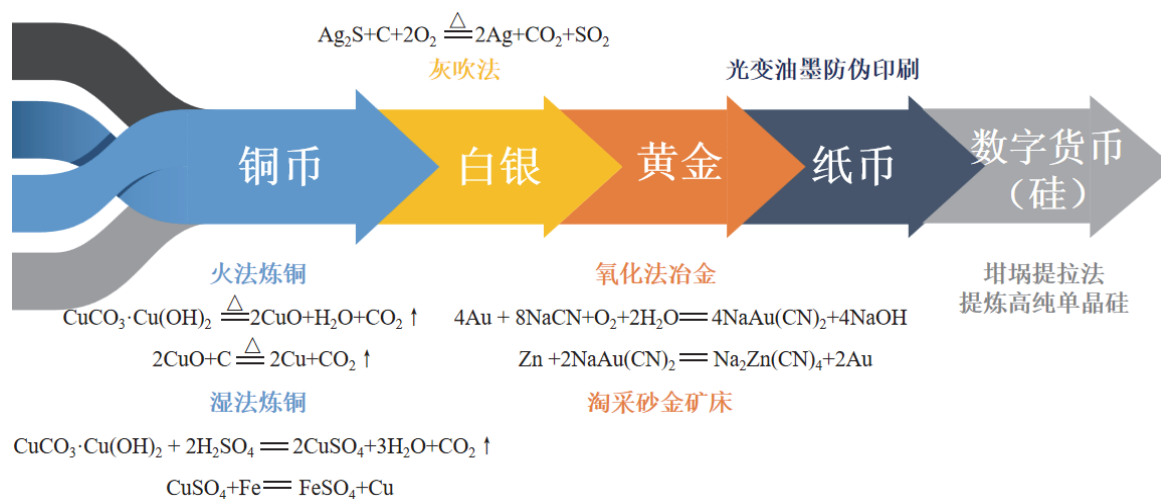 Ag₂S+C+2O₂ ≜ 2Ag+CO₂+SO₂
灰吹法
光变油墨防伪印刷
铜币
白银
黄金
纸币
数字货币
（硅）
火法炼铜
CuCO₃·Cu(OH)₂ ≜ 2CuO+H₂O+CO₂↑
2CuO+C ≜ 2Cu+CO₂↑
湿法炼铜
CuCO₃·Cu(OH)₂ + 2H₂SO₄ = 2CuSO₄+3H₂O+CO₂↑
CuSO₄+Fe = FeSO₄+Cu
氧化法冶金
4Au + 8NaCN+O₂+2H₂O = 4NaAu(CN)₂+4NaOH
Zn +2NaAu(CN)₂ = Na₂Zn(CN)₄+2Au
淘采砂金矿床
坩埚提拉法
提炼高纯单晶硅